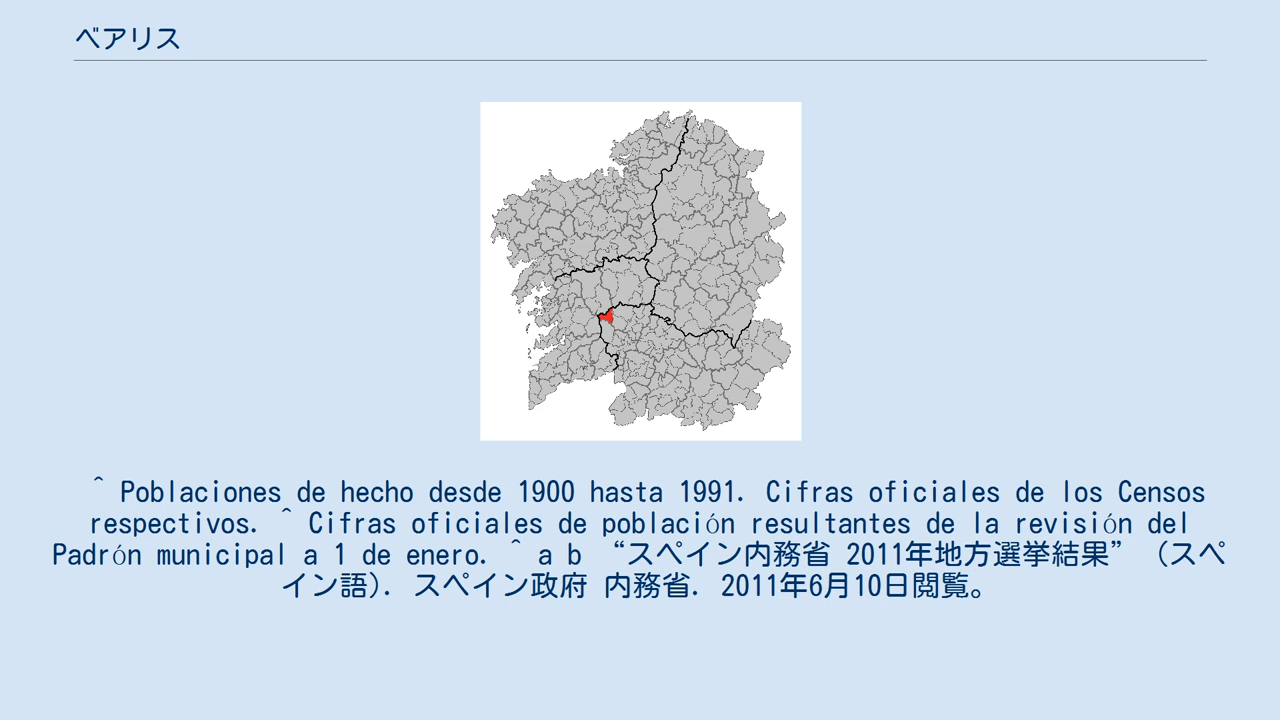 ベアリス
^ Poblaciones de hecho desde 1900 hasta 1991. Cifras oficiales de los Censos
respectivos. ^ Cifras oficiales de población resultantes de la revisión del
Padrón municipal a 1 de enero. ^ a b “スペイン内務省 2011年地方選挙結果” (スペ
イン語). スペイン政府 内務省. 2011年6月10日閲覧。